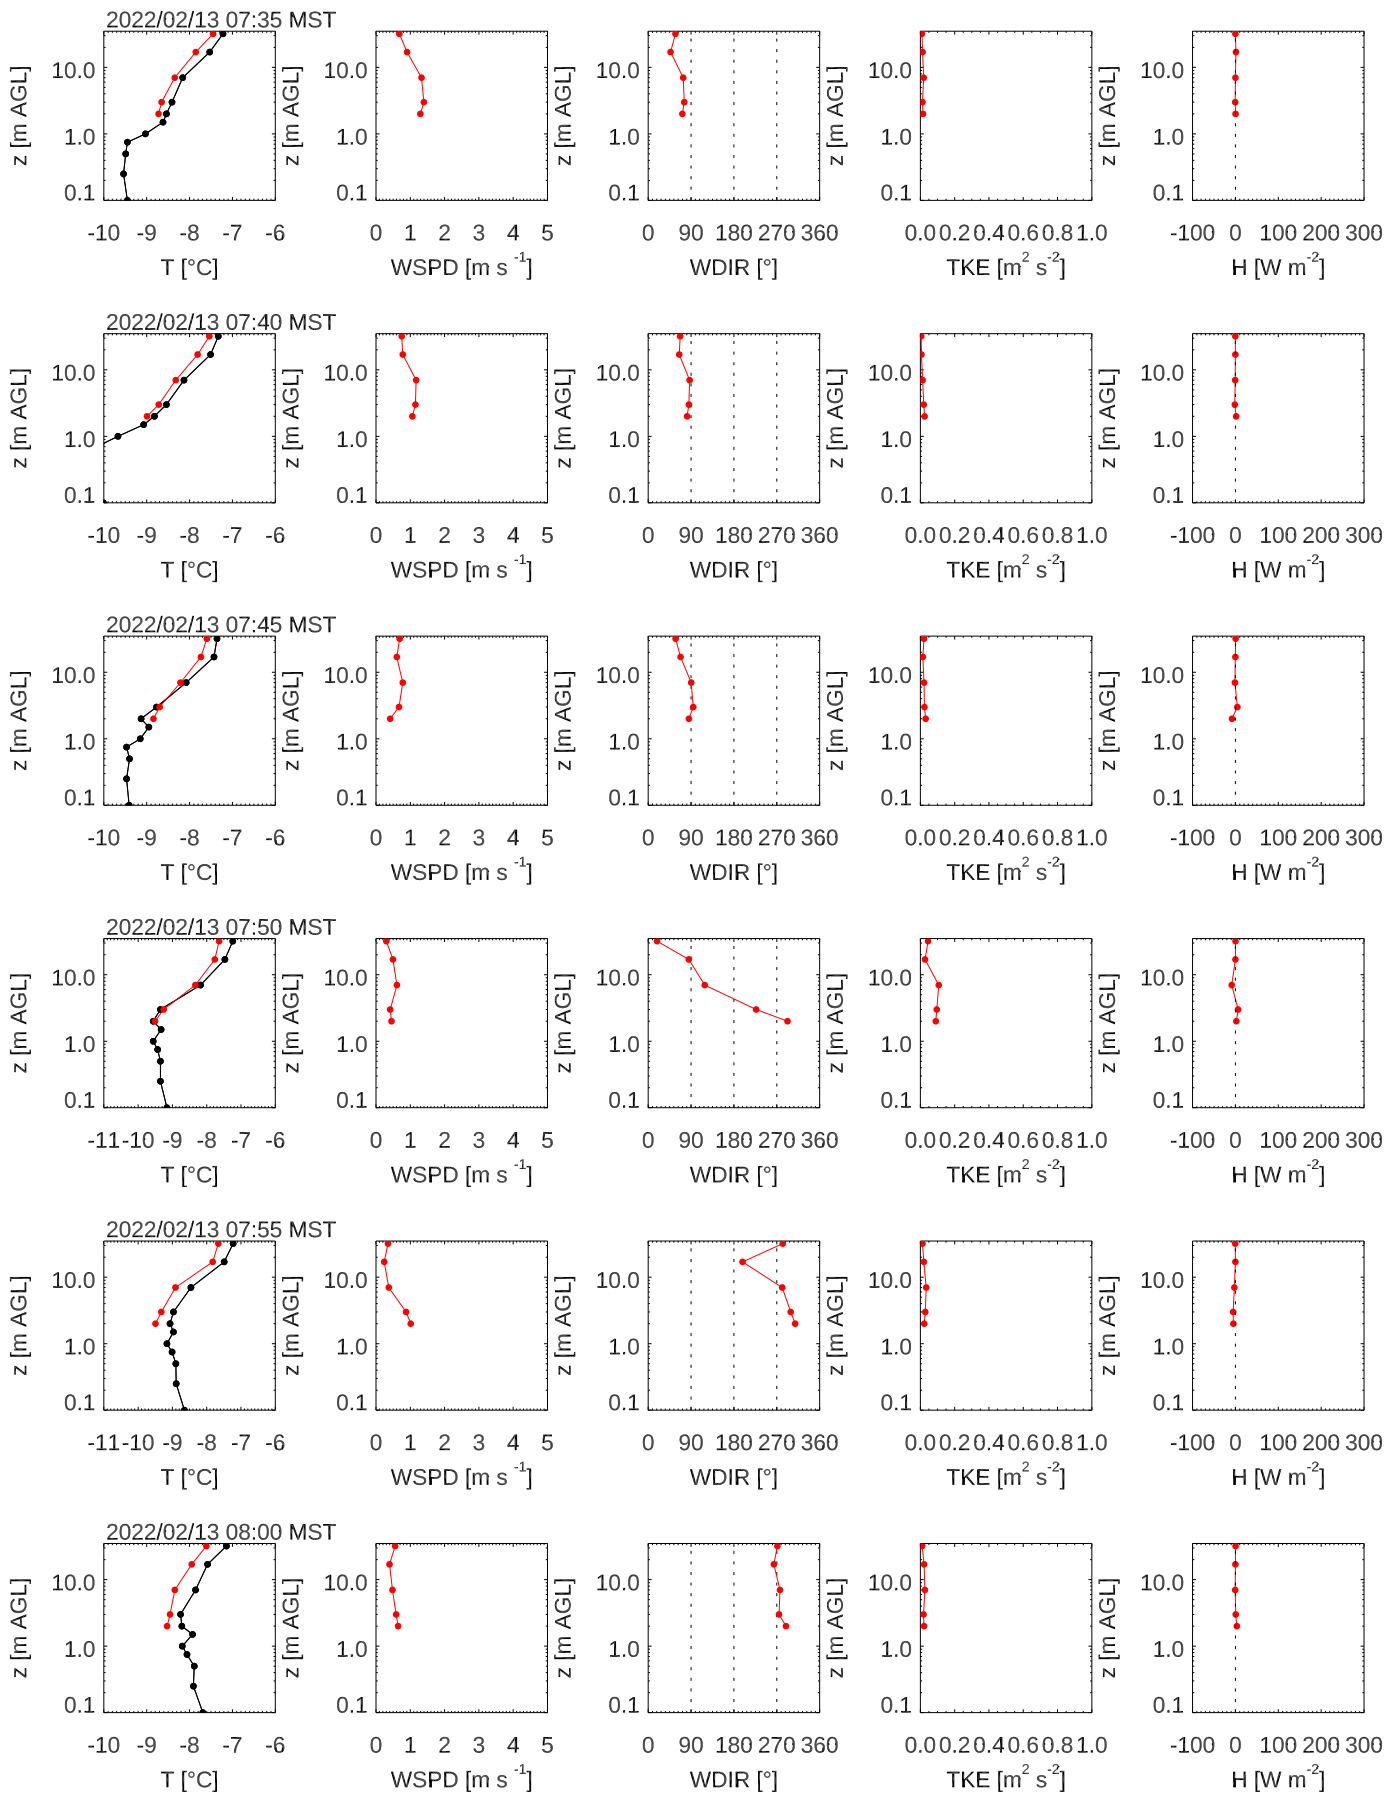 2022/02/13 07:35 MST
z [m AGL] 10.0 1.0 0.1 z [m AGL] 10.0 1.0 0.1 z [m AGL] 10.0 1.0 0.1 z [m AGL] 10.0 1.0 0.1 z [m AGL] 10.0 1.0 0.1
-10 -9 -8 -7 -6 0 1 2 3 4 5 0 90 180 270 360 0.0 0.2 0.4 0.6 0.8 1.0 -100 0 100 200 300
T [°C] WSPD [m s -1] WDIR [°] TKE [m2 s-2] H [W m-2]
2022/02/13 07:40 MST
z [m AGL] 10.0 1.0 0.1 z [m AGL] 10.0 1.0 0.1 z [m AGL] 10.0 1.0 0.1 z [m AGL] 10.0 1.0 0.1 z [m AGL] 10.0 1.0 0.1
-10 -9 -8 -7 -6 0 1 2 3 4 5 0 90 180 270 360 0.0 0.2 0.4 0.6 0.8 1.0 -100 0 100 200 300
T [°C] WSPD [m s -1] WDIR [°] TKE [m2 s-2] H [W m-2]
2022/02/13 07:45 MST
z [m AGL] 10.0 1.0 0.1 z [m AGL] 10.0 1.0 0.1 z [m AGL] 10.0 1.0 0.1 z [m AGL] 10.0 1.0 0.1 z [m AGL] 10.0 1.0 0.1
-10 -9 -8 -7 -6 0 1 2 3 4 5 0 90 180 270 360 0.0 0.2 0.4 0.6 0.8 1.0 -100 0 100 200 300
T [°C] WSPD [m s -1] WDIR [°] TKE [m2 s-2] H [W m-2]
2022/02/13 07:50 MST
z [m AGL] 10.0 1.0 0.1 z [m AGL] 10.0 1.0 0.1 z [m AGL] 10.0 1.0 0.1 z [m AGL] 10.0 1.0 0.1 z [m AGL] 10.0 1.0 0.1
-11 -10 -9 -8 -7 -6 0 1 2 3 4 5 0 90 180 270 360 0.0 0.2 0.4 0.6 0.8 1.0 -100 0 100 200 300
T [°C] WSPD [m s -1] WDIR [°] TKE [m2 s-2] H [W m-2]
2022/02/13 07:55 MST
z [m AGL] 10.0 1.0 0.1 z [m AGL] 10.0 1.0 0.1 z [m AGL] 10.0 1.0 0.1 z [m AGL] 10.0 1.0 0.1 z [m AGL] 10.0 1.0 0.1
-11 -10 -9 -8 -7 -6 0 1 2 3 4 5 0 90 180 270 360 0.0 0.2 0.4 0.6 0.8 1.0 -100 0 100 200 300
T [°C] WSPD [m s -1] WDIR [°] TKE [m2 s-2] H [W m-2]
2022/02/13 08:00 MST
z [m AGL] 10.0 1.0 0.1 z [m AGL] 10.0 1.0 0.1 z [m AGL] 10.0 1.0 0.1 z [m AGL] 10.0 1.0 0.1 z [m AGL] 10.0 1.0 0.1
-10 -9 -8 -7 -6 0 1 2 3 4 5 0 90 180 270 360 0.0 0.2 0.4 0.6 0.8 1.0 -100 0 100 200 300
T [°C] WSPD [m s -1] WDIR [°] TKE [m2 s-2] H [W m-2]